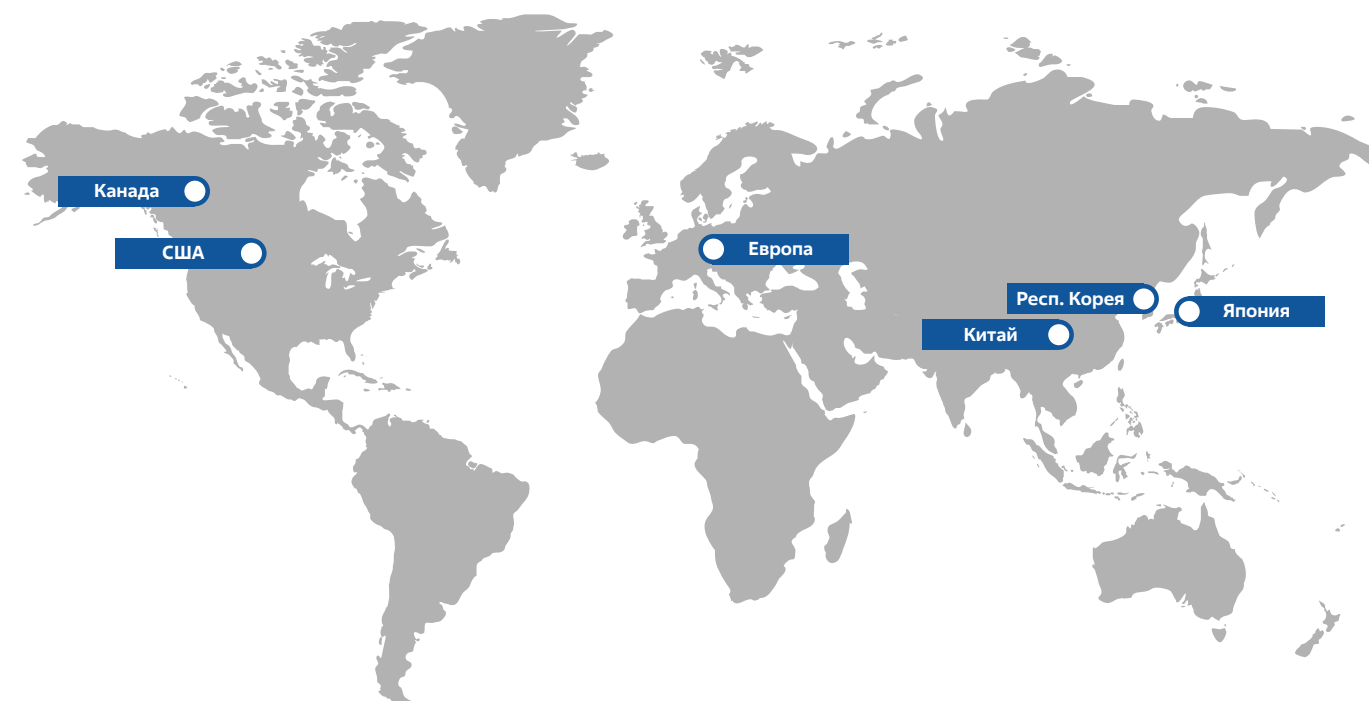 Канада
США
Европа
Респ. Корея
Япония
Китай